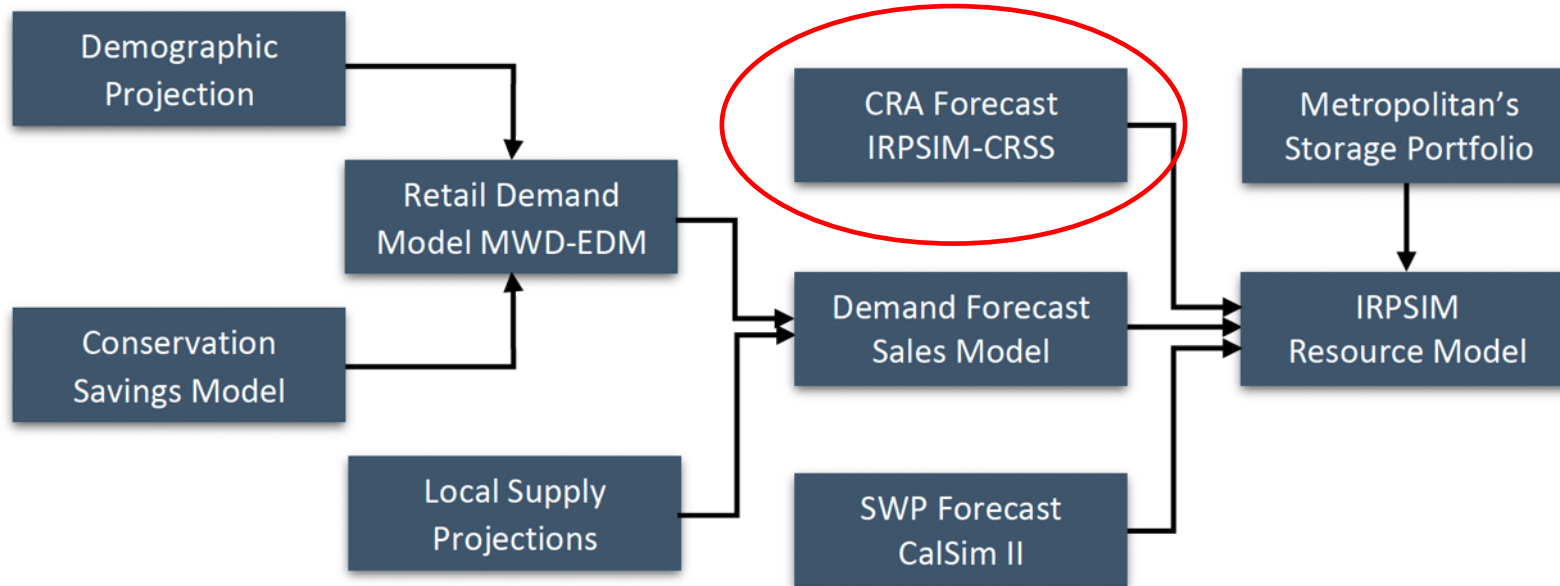 Demographic
Projection
Conservation
Savings Model
Retail Demand
Model MWD-EDM
Local Supply
Projections
CRA Forecast
IRPSIM-CRSS
Demand Forecast
Sales Model
SWP Forecast
CalSim II
Metropolitan’s
Storage Portfolio
IRPSIM
Resource Model